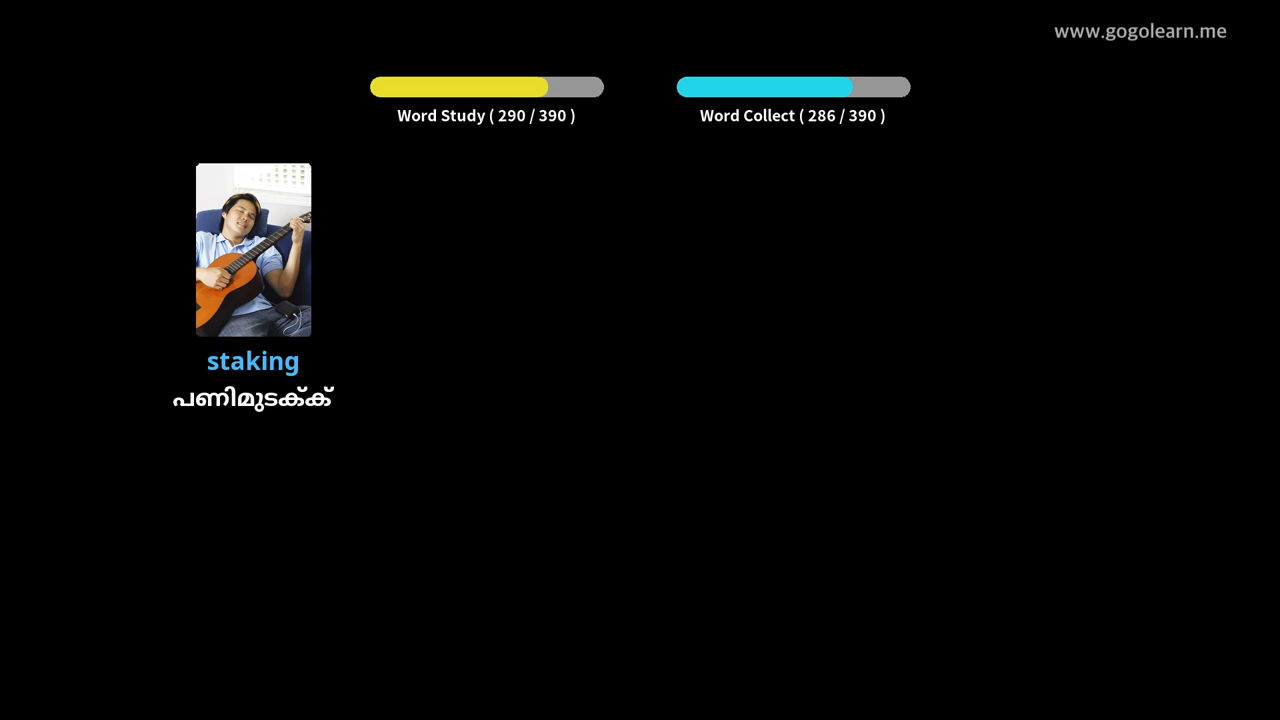 www.gogolearn.me
Word Study ( 290 / 390 )
Word Collect ( 286 / 390 )
staking
പണിമുടക്ക്